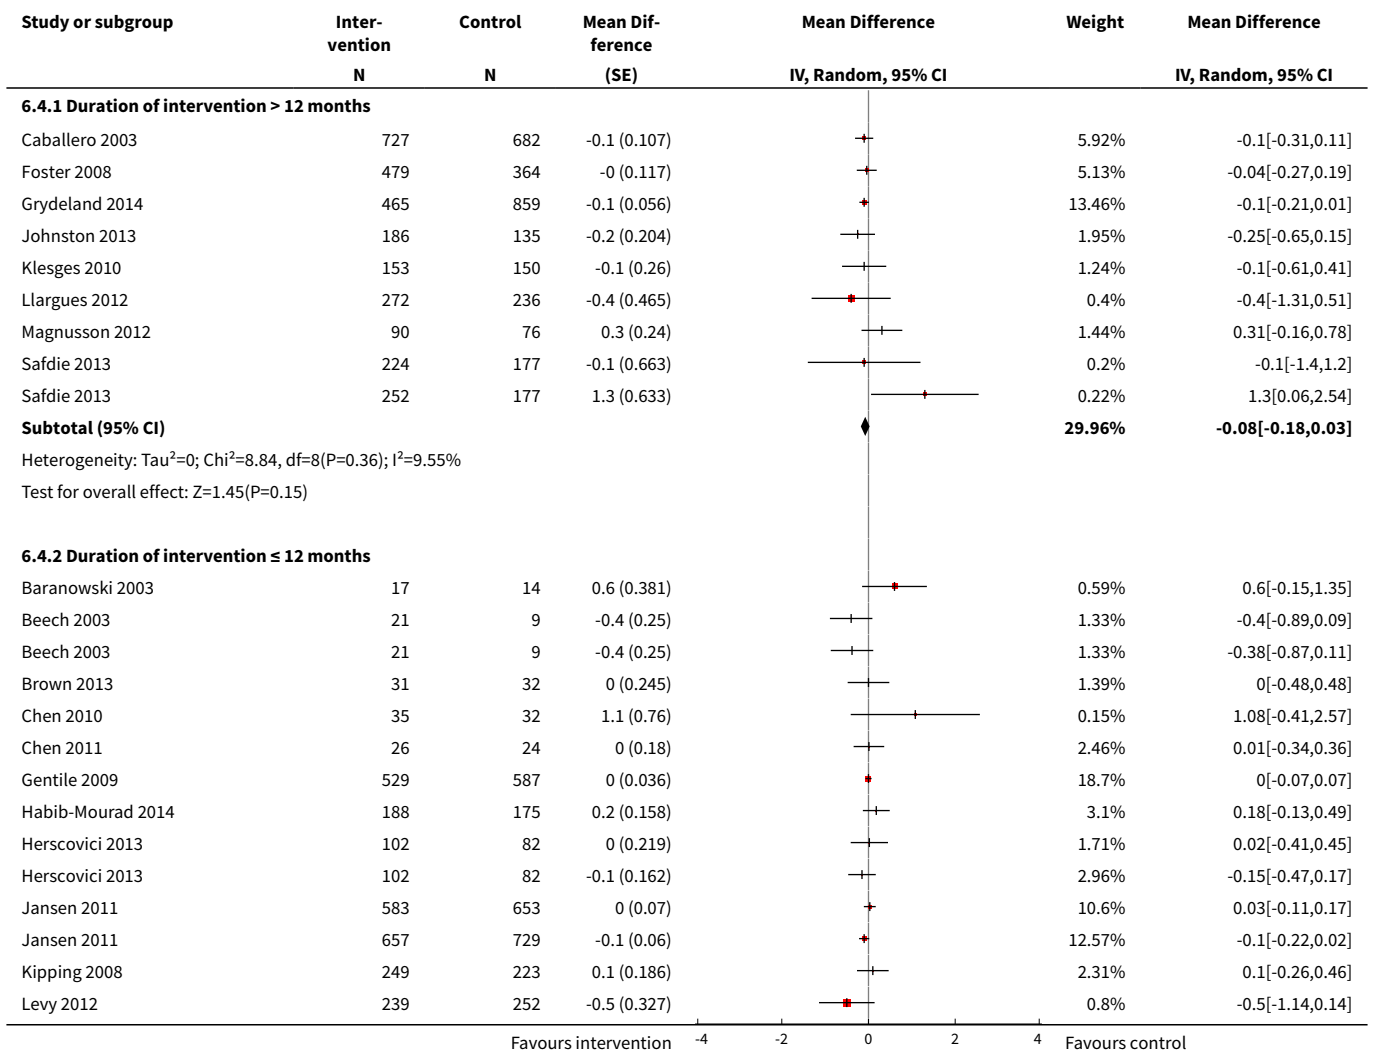 Study or subgroup Inter- Control Mean Dif- Mean Difference Weight Mean Difference
vention ference
N N (SE) IV, Random, 95% CI IV, Random, 95% CI
6.4.1 Duration of intervention > 12 months
Caballero 2003 727 682 -0.1 (0.107) 5.92% -0.1[-0.31,0.11]
Foster 2008 479 364 -0 (0.117) 5.13% -0.04[-0.27,0.19]
Grydeland 2014 465 859 -0.1 (0.056) 13.46% -0.1[-0.21,0.01]
Johnston 2013 186 135 -0.2 (0.204) 1.95% -0.25[-0.65,0.15]
Klesges 2010 153 150 -0.1 (0.26) 1.24% -0.1[-0.61,0.41]
Llargues 2012 272 236 -0.4 (0.465) 0.4% -0.4[-1.31,0.51]
Magnusson 2012 90 76 0.3 (0.24) 1.44% 0.31[-0.16,0.78]
Safdie 2013 224 177 -0.1 (0.663) 0.2% -0.1[-1.4,1.2]
Safdie 2013 252 177 1.3 (0.633) 0.22% 1.3[0.06,2.54]
Subtotal (95% CI) 29.96% -0.08[-0.18,0.03]
Heterogeneity: Tau²=0; Chi²=8.84, df=8(P=0.36); I²=9.55%
Test for overall effect: Z=1.45(P=0.15)
6.4.2 Duration of intervention ≤ 12 months
Baranowski 2003 17 14 0.6 (0.381) 0.59% 0.6[-0.15,1.35]
Beech 2003 21 9 -0.4 (0.25) 1.33% -0.4[-0.89,0.09]
Beech 2003 21 9 -0.4 (0.25) 1.33% -0.38[-0.87,0.11]
Brown 2013 31 32 0 (0.245) 1.39% 0[-0.48,0.48]
Chen 2010 35 32 1.1 (0.76) 0.15% 1.08[-0.41,2.57]
Chen 2011 26 24 0 (0.18) 2.46% 0.01[-0.34,0.36]
Gentile 2009 529 587 0 (0.036) 18.7% 0[-0.07,0.07]
Habib-Mourad 2014 188 175 0.2 (0.158) 3.1% 0.18[-0.13,0.49]
Herscovici 2013 102 82 0 (0.219) 1.71% 0.02[-0.41,0.45]
Herscovici 2013 102 82 -0.1 (0.162) 2.96% -0.15[-0.47,0.17]
Jansen 2011 583 653 0 (0.07) 10.6% 0.03[-0.11,0.17]
Jansen 2011 657 729 -0.1 (0.06) 12.57% -0.1[-0.22,0.02]
Kipping 2008 249 223 0.1 (0.186) 2.31% 0.1[-0.26,0.46]
Levy 2012 239 252 -0.5 (0.327) 0.8% -0.5[-1.14,0.14]
Favours intervention -4 -2 0 2 4 Favours control